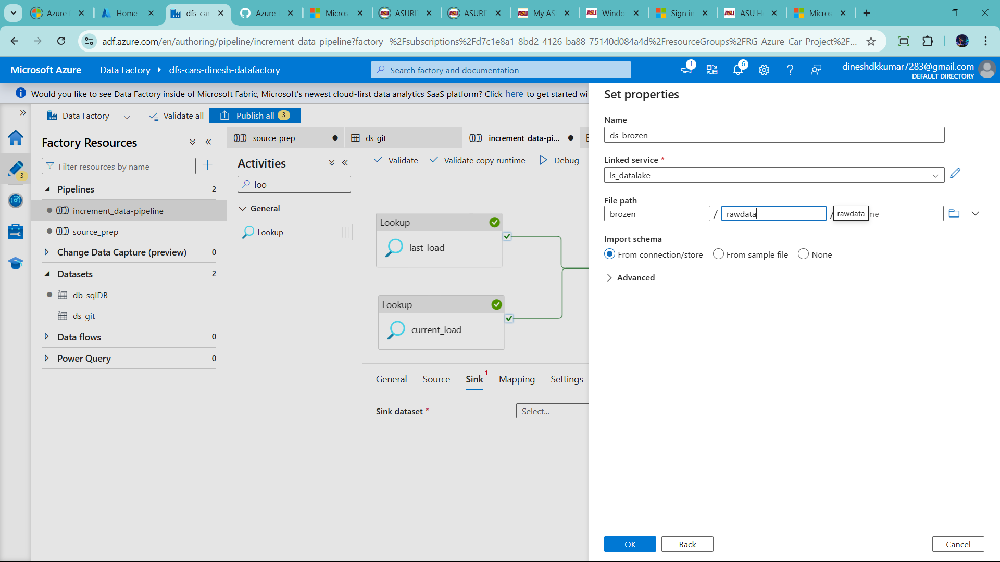 Azure
Home
dfs-car
Azure-
Micros
ASURI
ASURI
My AS
Windo
Sign in
ASU H
Micros
adf.azure.com/en/authoring/pipeline/increment_data-pipeline?factory=%2Fsubscriptions%2Fd7c1e8a1-8bd2-4126-ba88-75140d084a4d%2FresourceGroups%2FRG_Azure_Car_Project%2F...
Microsoft Azure
Data Factory
dfs-cars-dinesh-datafactory
Search factory and documentation
1
6
dineshdkkumar7283@gmail.com
DEFAULT DIRECTORY
Would you like to see Data Factory inside of Microsoft Fabric, Microsoft's newest cloud-first data analytics SaaS platform? Click here to get started wi
Data Factory
Validate all
Publish all 3
3
Factory Resources
Filter resources by name
Pipelines 2
increment_data-pipeline
source_prep
Change Data Capture (preview) 0
Datasets 2
db_sqlDB
ds_git
Data flows 0
Power Query 0
source_prep
ds_git
increment_data-pi...
Activities
loo
General
Lookup
Validate
Validate copy runtime
Debug
Lookup
last_load
Lookup
current_load
General
Source
Sink 1
Mapping
Settings
Sink dataset *
Select...
Set properties
Name
ds_brozen
Linked service *
ls_datalake
File path
brozen / rawdata / rawdata me
Import schema
From connection/store
From sample file
None
Advanced
OK
Back
Cancel